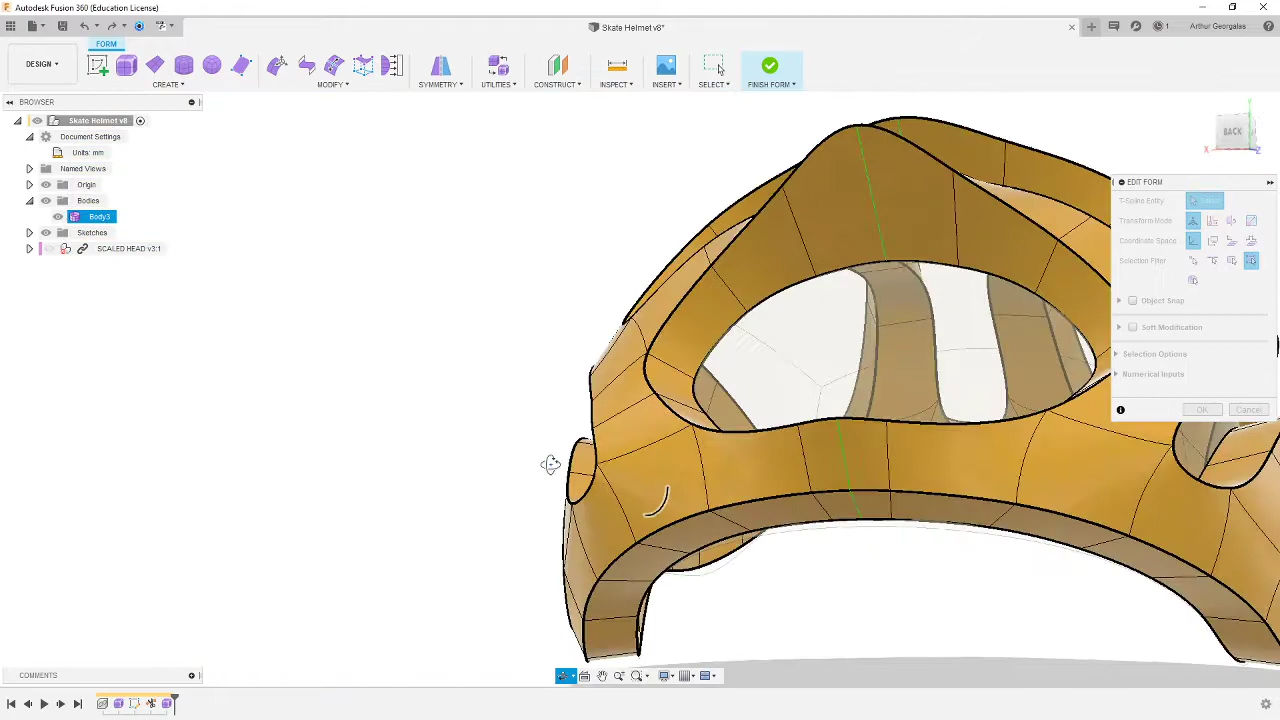 Autodesk Fusion 360 (Education License)
Skate Helmet v8*
1
Arthur Georgalas
FORM
DESIGN
CREATE
MODIFY
SYMMETRY
UTILITIES
CONSTRUCT
INSPECT
INSERT
SELECT
FINISH FORM
BROWSER
Skate Helmet v8
Document Settings
Units: mm
Named Views
Origin
Bodies
Body3
Sketches
SCALED HEAD v3:1
BACK
X
Z
EDIT FORM
T-Spline Entity
Transform Mode
Coordinate Space
Selection Filter
Object Snap
Soft Modification
Selection Options
Numerical Inputs
OK
Cancel
COMMENTS